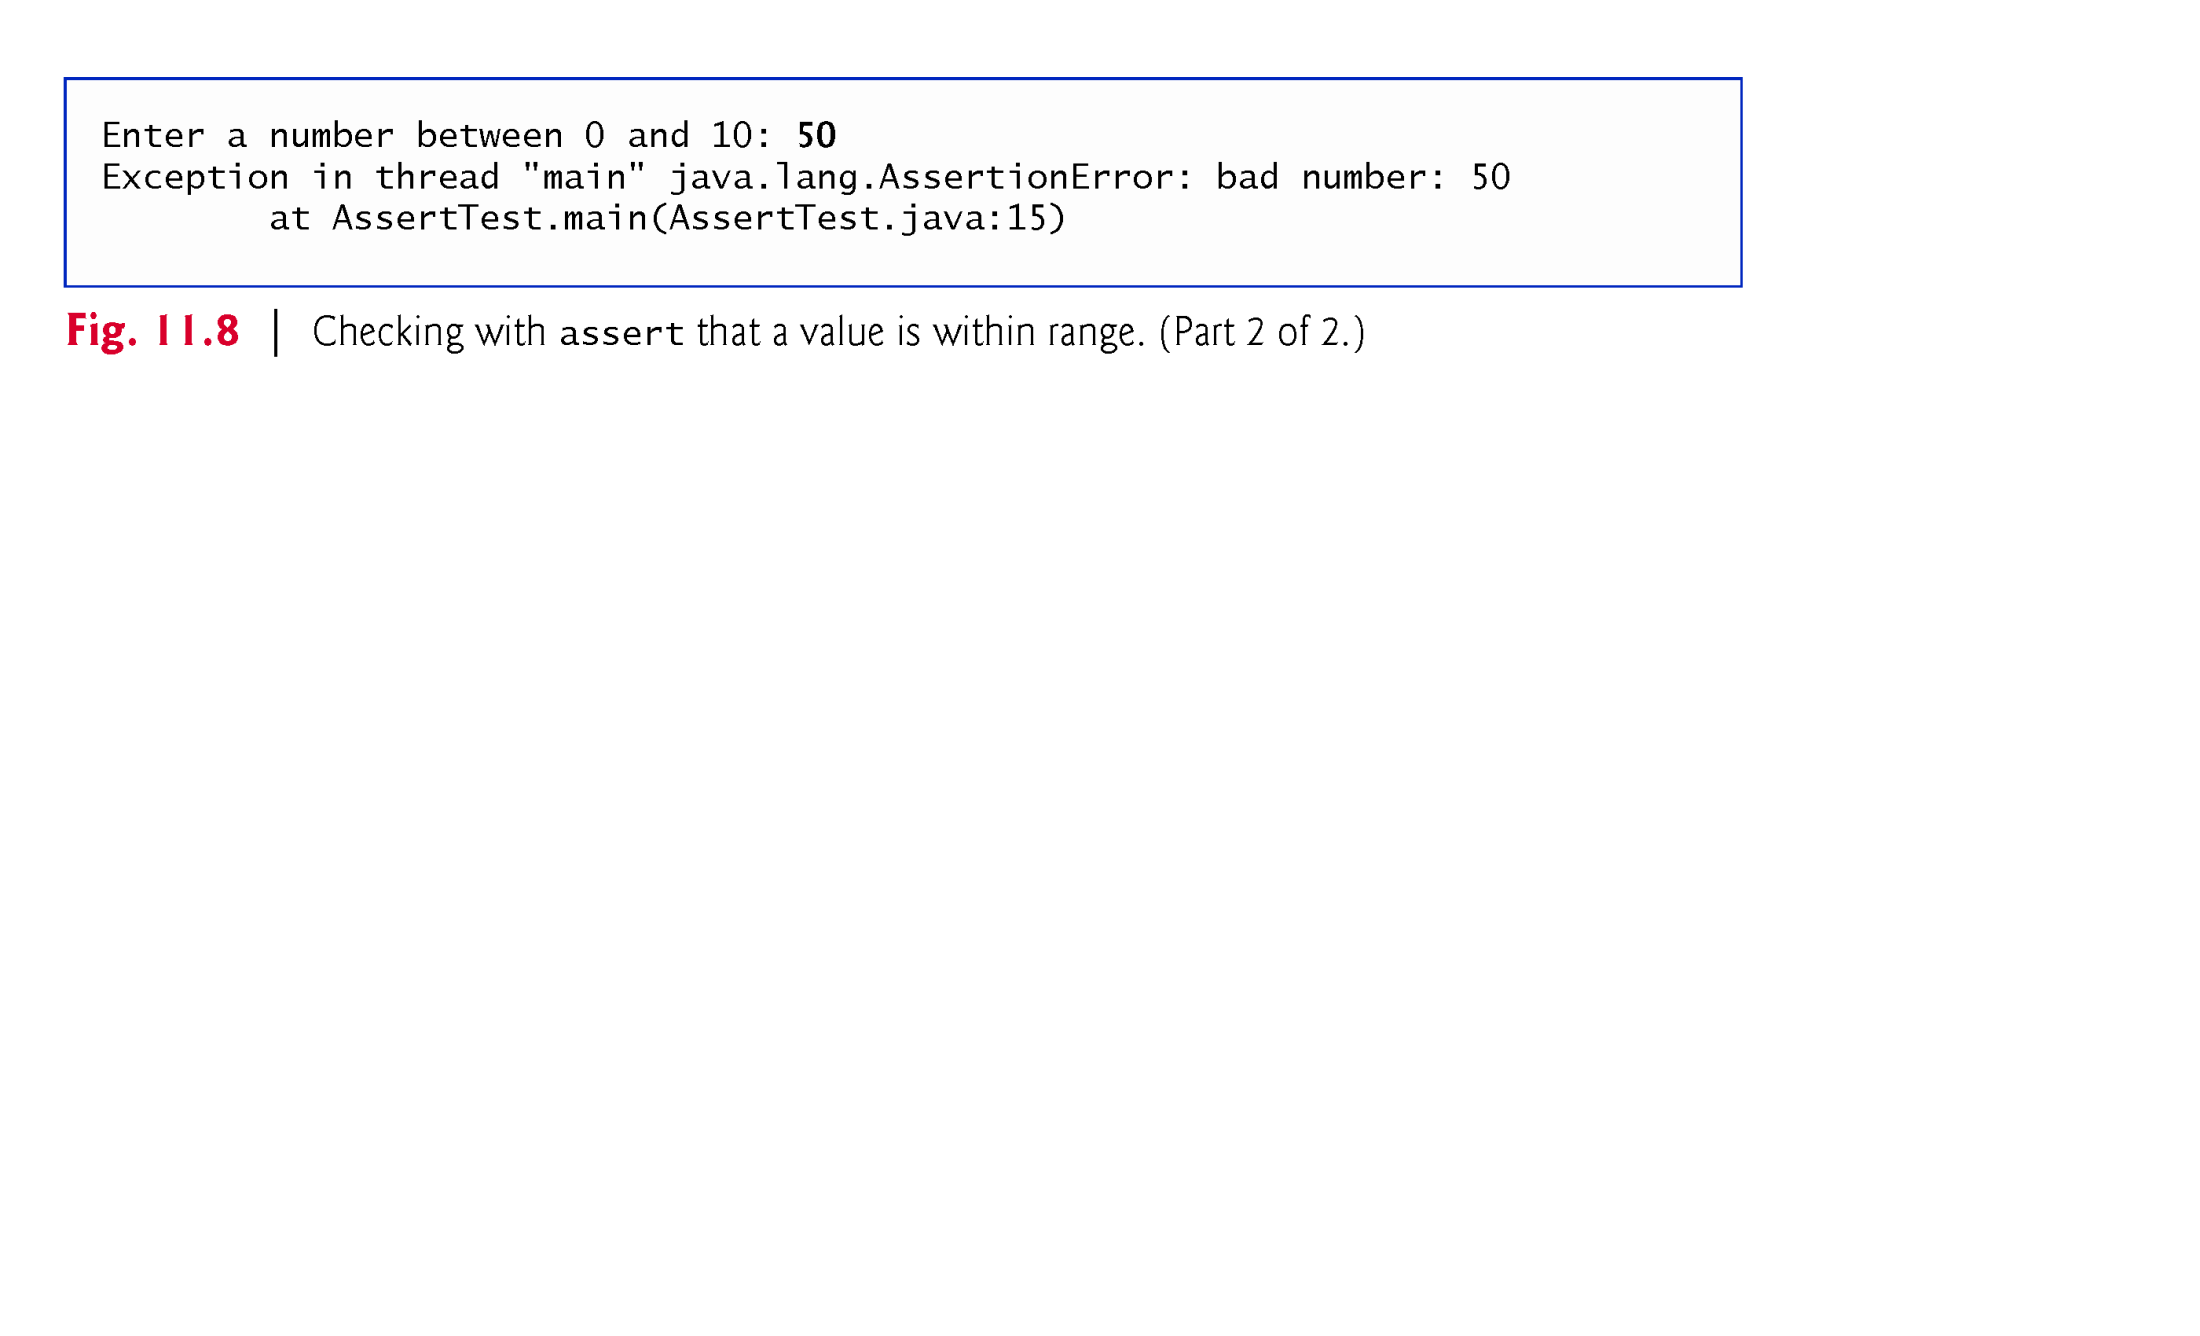 Enter a number between 0 and 10: 50
Exception in thread "main" java.lang.AssertionError: bad number: 50
        at AssertTest.main(AssertTest.java:15)
Fig. 11.8 | Checking with assert that a value is within range. (Part 2 of 2.)